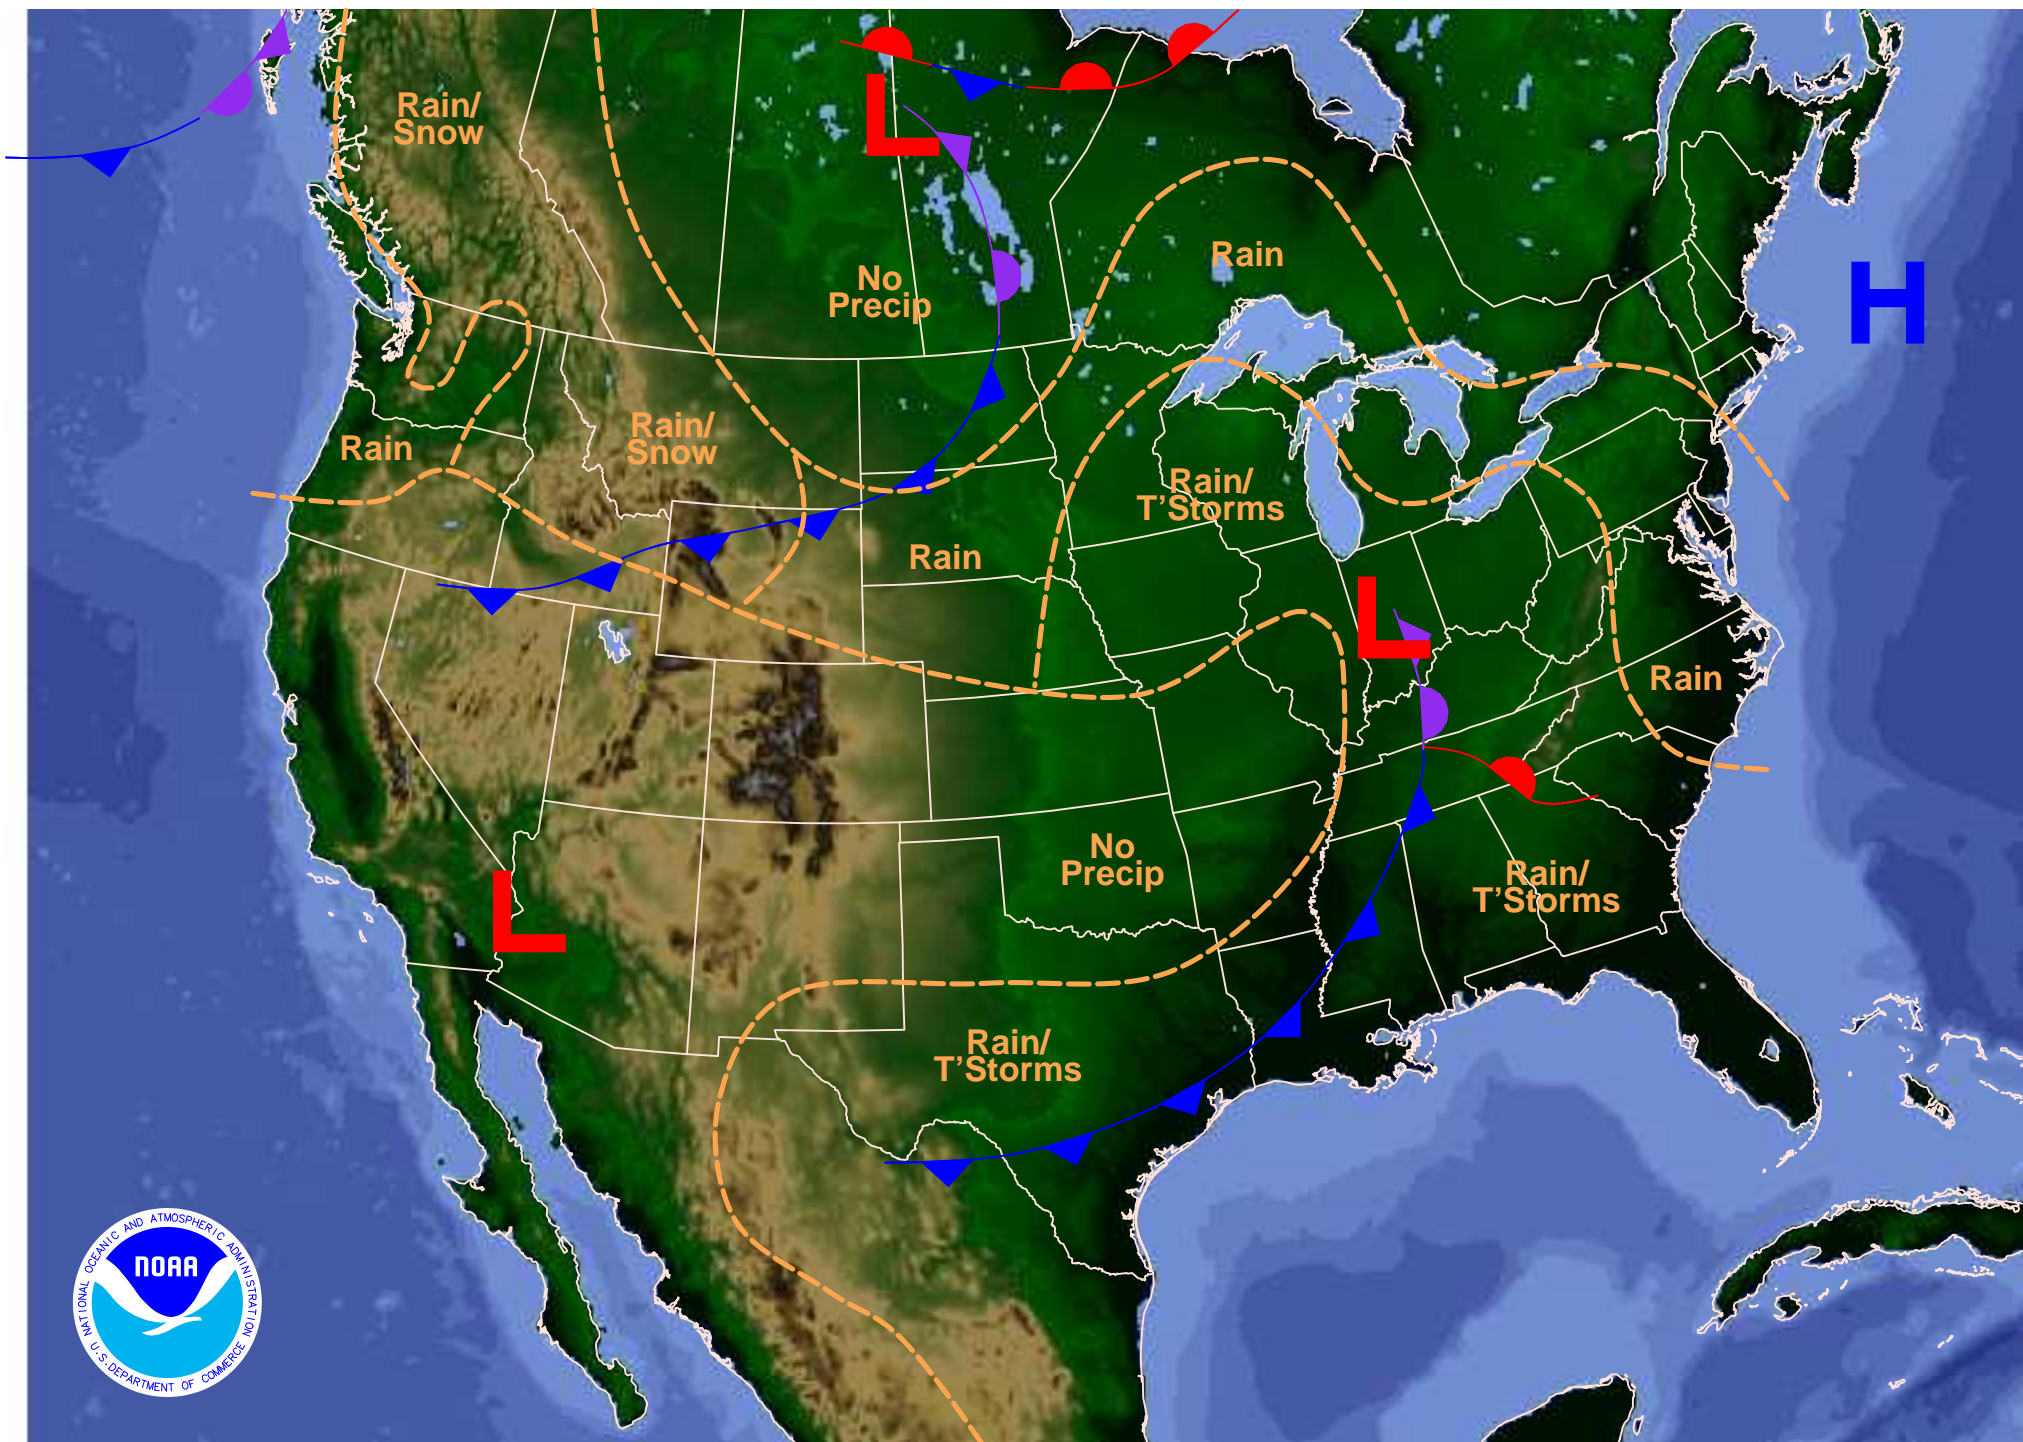 Rain/
Snow
L
No
Precip
Rain
H
Rain
Rain/
Snow
Rain/
T'Storms
Rain
L
Rain
No
Precip
L
Rain/
T'Storms
Rain/
T'Storms
NATIONAL OCEANIC AND ATMOSPHERIC ADMINISTRATION
NOAA
U.S. DEPARTMENT OF COMMERCE
L